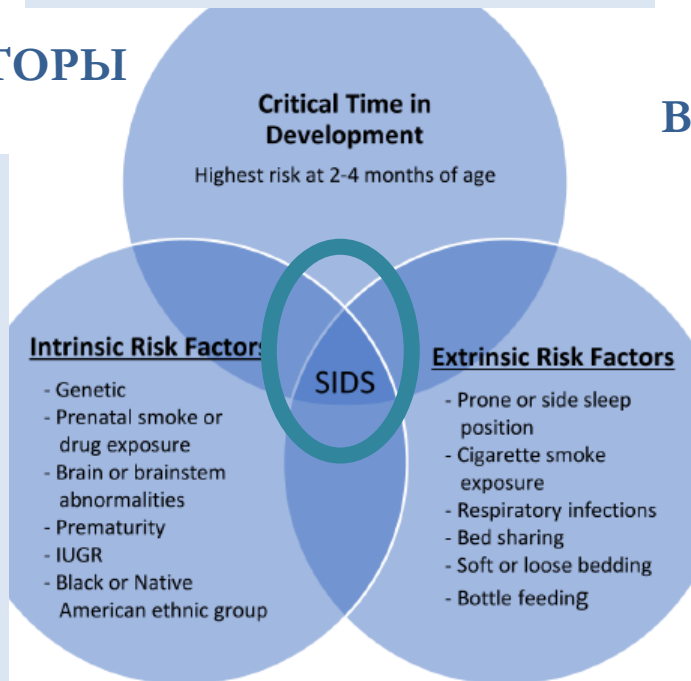 ТОРЫ
В
Critical Time in
Development
Highest risk at 2-4 months of age
Intrinsic Risk Factors
- Genetic
- Prenatal smoke or
drug exposure
- Brain or brainstem
abnormalities
- Prematurity
- IUGR
- Black or Native
American ethnic group
SIDS
Extrinsic Risk Factors
- Prone or side sleep
position
- Cigarette smoke
exposure
- Respiratory infections
- Bed sharing
- Soft or loose bedding
- Bottle feeding